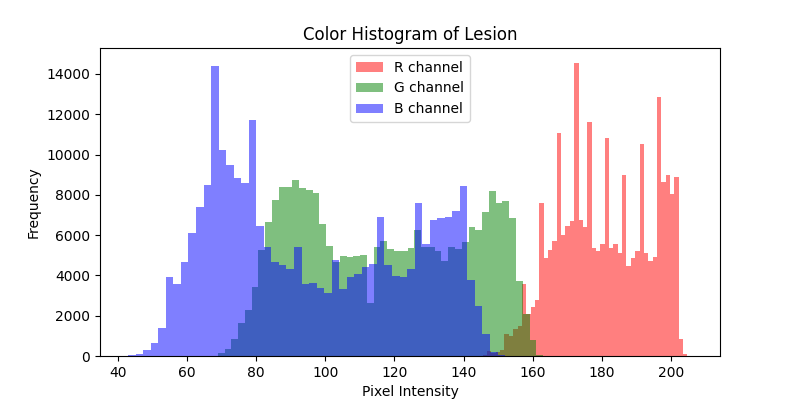 Color Histogram of Lesion
R channel
G channel
B channel
Frequency
14000
12000
10000
8000
6000
4000
2000
0
40 60 80 100 120 140 160 180 200
Pixel Intensity